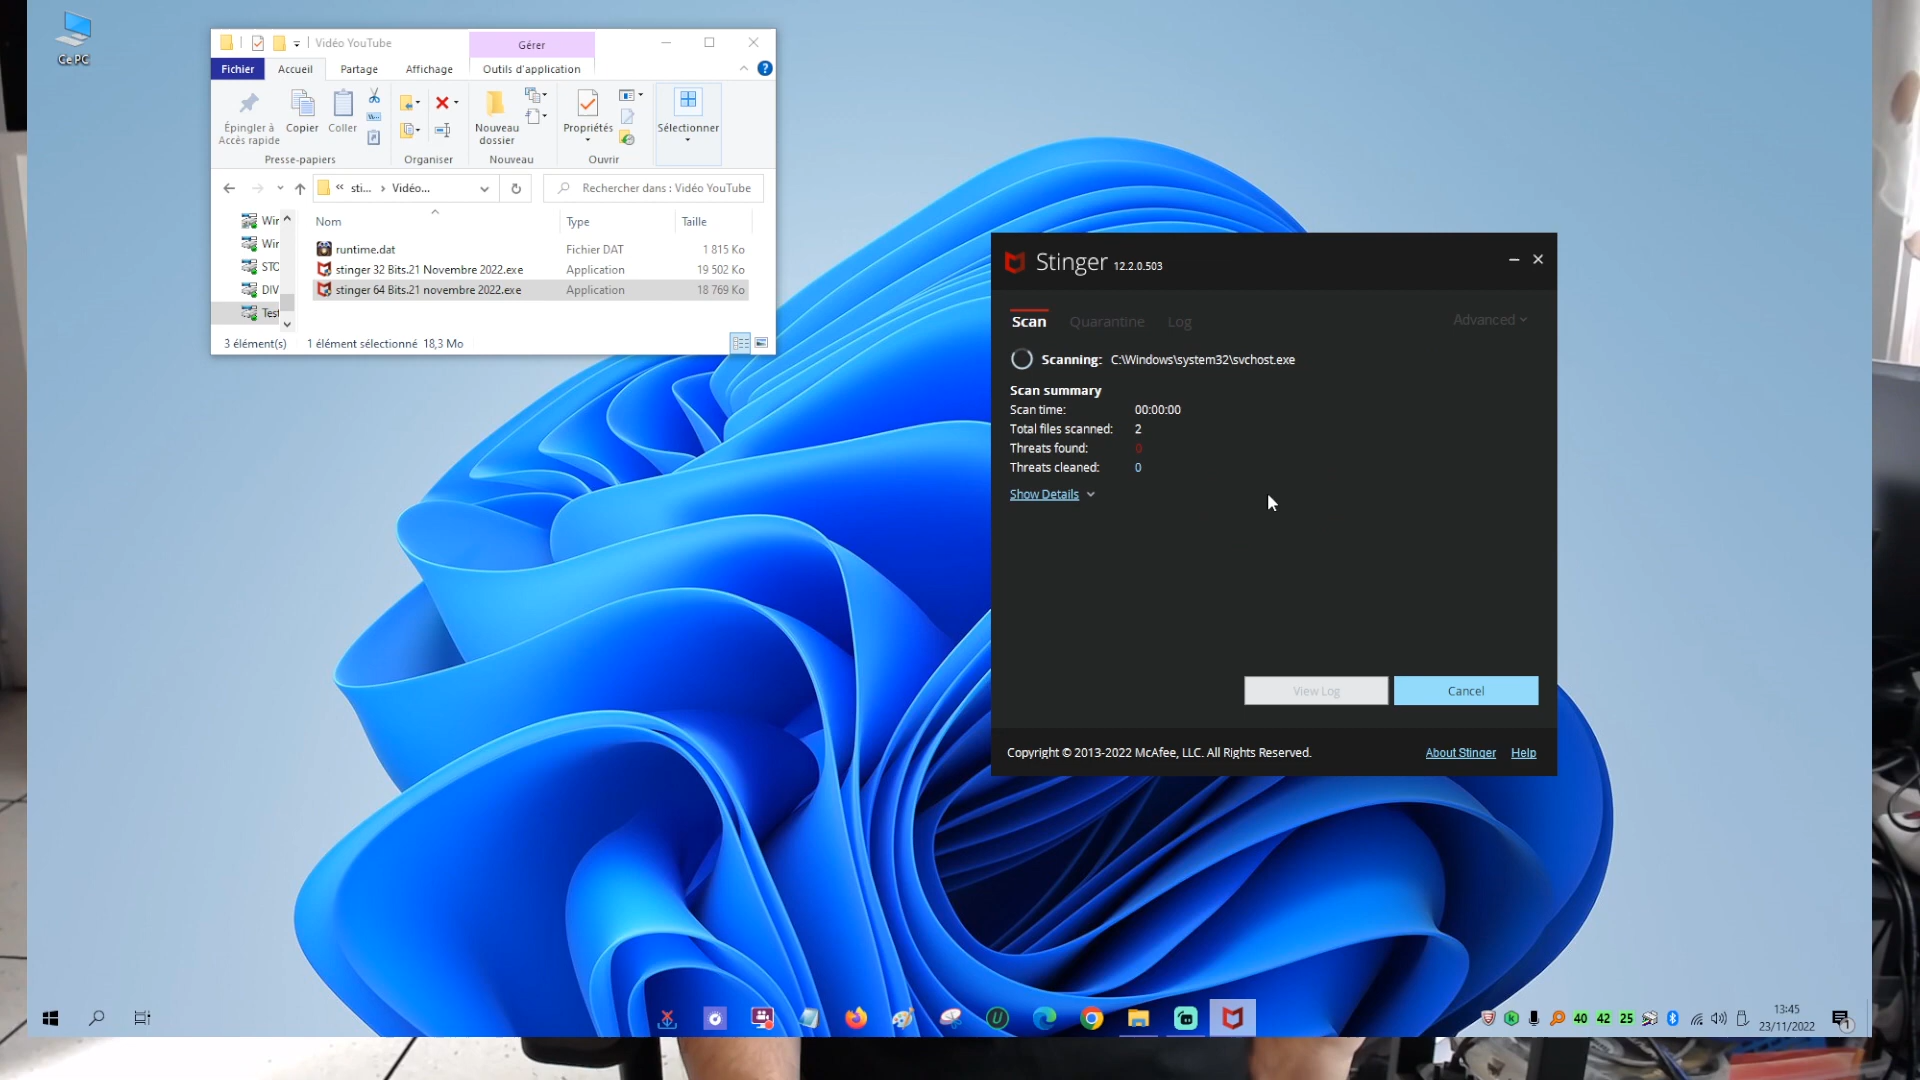 Ce PC
Vidéo YouTube
Gérer
Fichier
Accueil
Partage
Affichage
Outils d'application
Épingler à
Accès rapide
Copier
Coller
Nouveau
dossier
Propriétés
Sélectionner
Presse-papiers
Organiser
Nouveau
Ouvrir
« sti... › Vidéo...
Rechercher dans : Vidéo YouTube
Nom
Type
Taille
Win
Win
STO
DIV
Test
runtime.dat
Fichier DAT
1 815 Ko
stinger 32 Bits.21 Novembre 2022.exe
Application
19 502 Ko
stinger 64 Bits.21 novembre 2022.exe
Application
18 769 Ko
3 élément(s)
1 élément sélectionné 18,3 Mo
Stinger 12.2.0.503
Scan
Quarantine
Log
Advanced
Scanning: C:\Windows\system32\svchost.exe
Scan summary
Scan time: 00:00:00
Total files scanned: 2
Threats found: 0
Threats cleaned: 0
Show Details
View Log
Cancel
Copyright © 2013-2022 McAfee, LLC. All Rights Reserved.
About Stinger
Help
40 42 25
13:45
23/11/2022
1